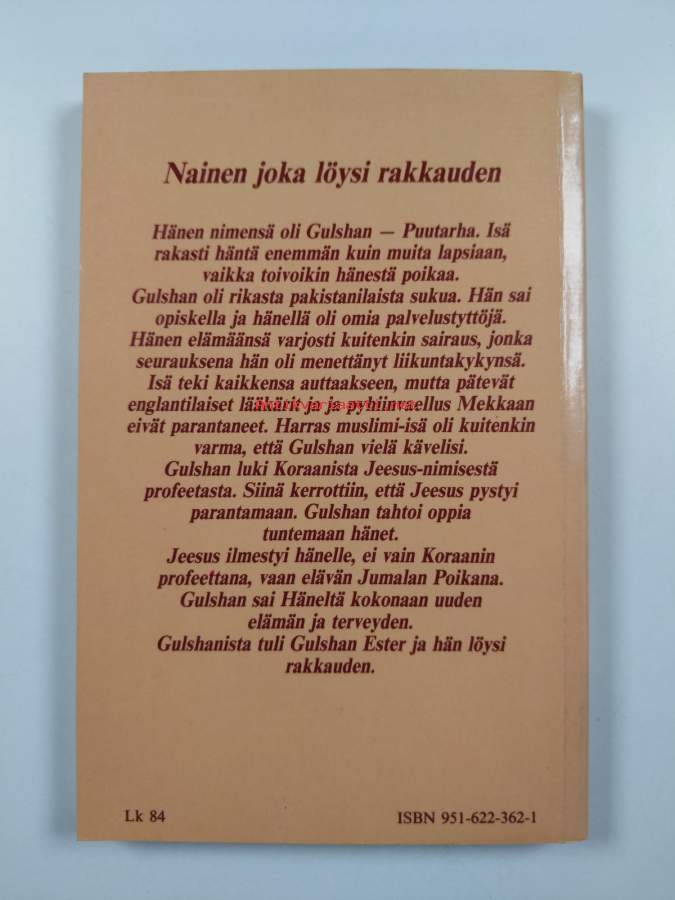 Nainen joka löysi rakkauden
Hänen nimensä oli Gulshan — Puutarha. Isä
rakasti häntä enemmän kuin muita lapsiaan,
vaikka toivoikin hänestä poikaa.
Gulshan oli rikasta pakistanilaista sukua. Hän sai
opiskella ja hänellä oli omia palvelustyttöjä.
Hänen elämäänsä varjosti kuitenkin sairaus, jonka
seurauksena hän oli menettänyt liikuntakykynsä.
Isä teki kaikkensa auttaakseen, mutta pätevät
englantilaiset lääkärit ja pyhiinvaellus Mekkaan
eivät parantaneet. Harras muslimi-isä oli kuitenkin
varma, että Gulshan vielä kävelisi.
Gulshan luki Koraanista Jeesus-nimisestä
profeetasta. Siinä kerrottiin, että Jeesus pystyi
parantamaan. Gulshan tahtoi oppia
tuntemaan hänet.
Jeesus ilmestyi hänelle, ei vain Koraanin
profeettana, vaan elävän Jumalan Poikana.
Gulshan sai Häneltä kokonaan uuden
elämän ja terveyden.
Gulshanista tuli Gulshan Ester ja hän löysi
rakkauden.
Lk 84
ISBN 951-622-362-1